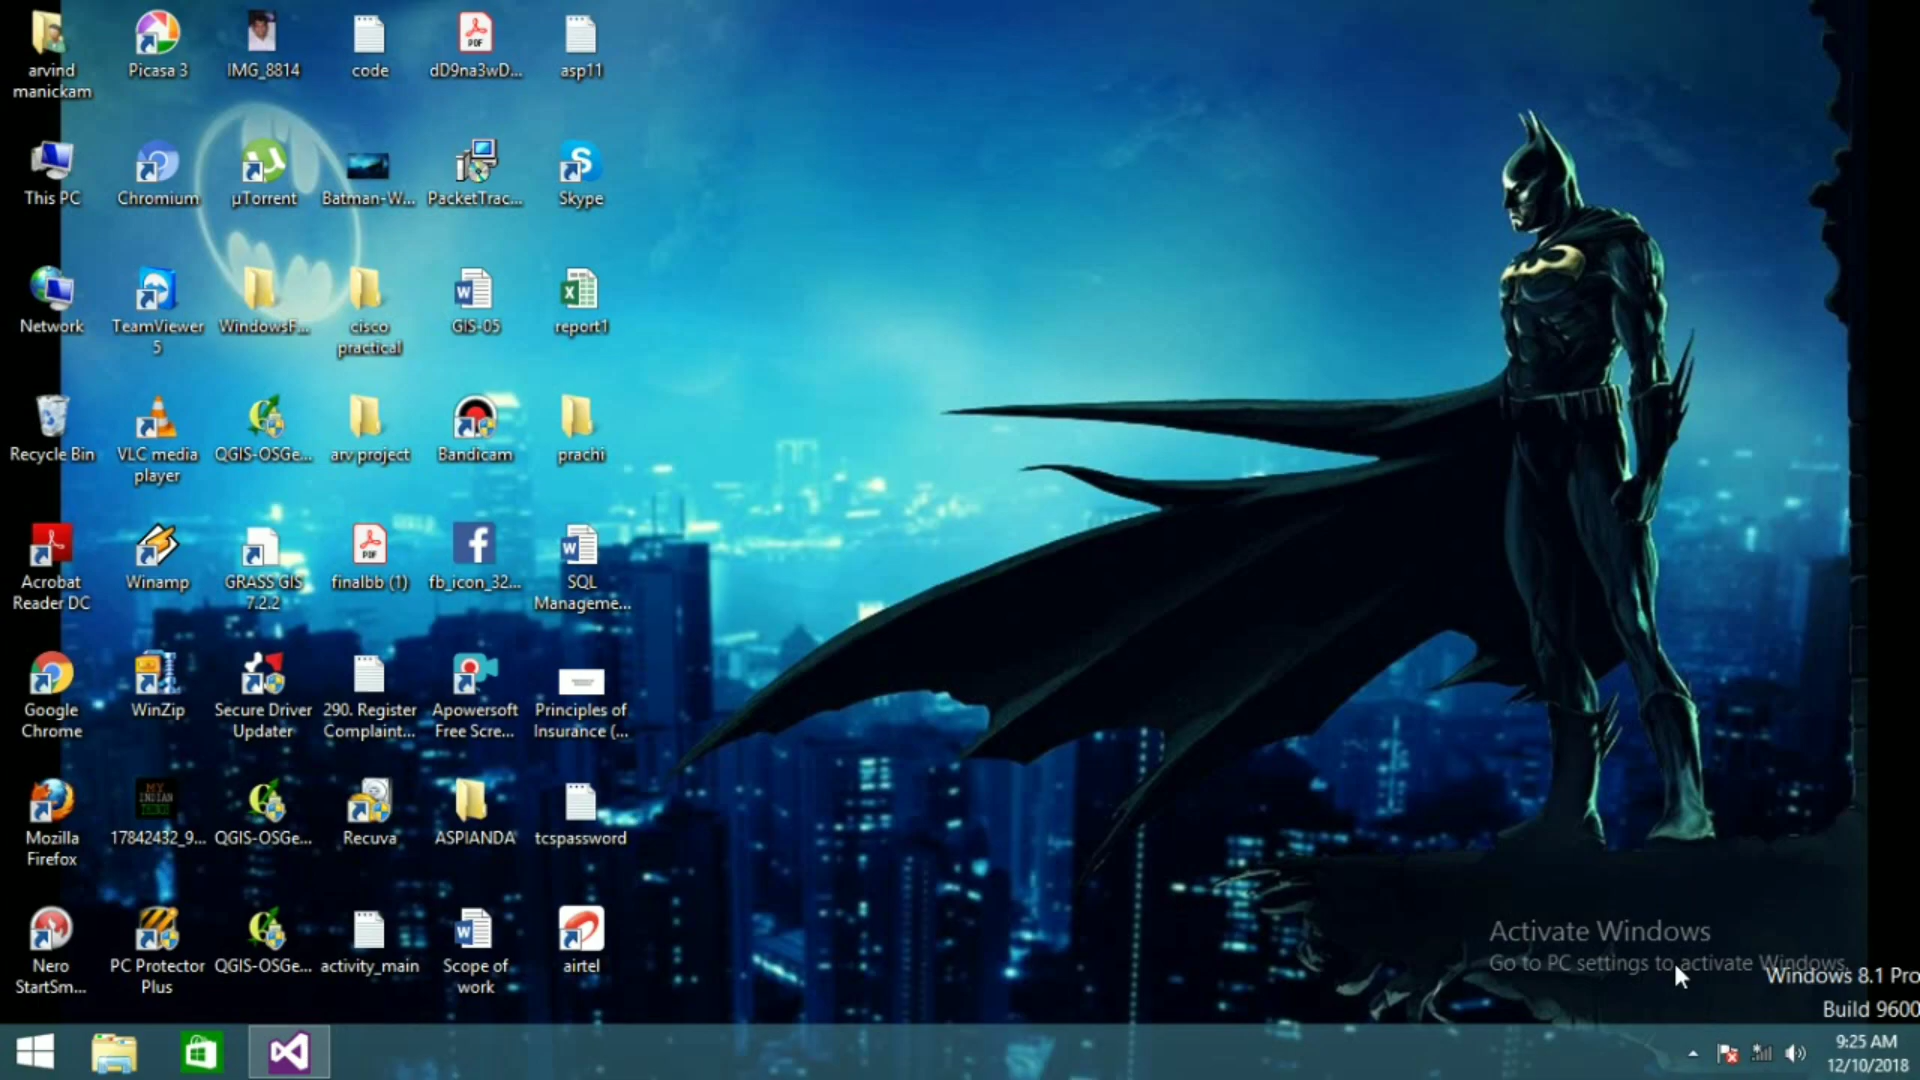 arvind
manickam
Picasa 3
IMG_8814
code
dD9na3wD...
PDF
asp11
This PC
Chromium
µTorrent
Batman-W...
PacketTrac...
Skype
Network
TeamViewer
5
WindowsF...
cisco
practical
GIS-05
report1
Recycle Bin
VLC media
player
QGIS-OSGe...
arv project
Bandicam
prachi
Acrobat
Reader DC
Winamp
GRASS GIS
7.2.2
finalbb (1)
PDF
fb_icon_32...
SQL
Manageme...
Google
Chrome
WinZip
Secure Driver
Updater
290. Register
Complaint...
Apowersoft
Free Scre...
Principles of
Insurance (...
Mozilla
Firefox
MY
INDIAN
17842432_9...
QGIS-OSGe...
Recuva
ASPIANDA
tcspassword
Nero
StartSm...
PC Protector
Plus
QGIS-OSGe...
activity_main
Scope of
work
airtel
Activate Windows
Go to PC settings to activate Windows.
Windows 8.1 Pro
Build 9600
9:25 AM
12/10/2018